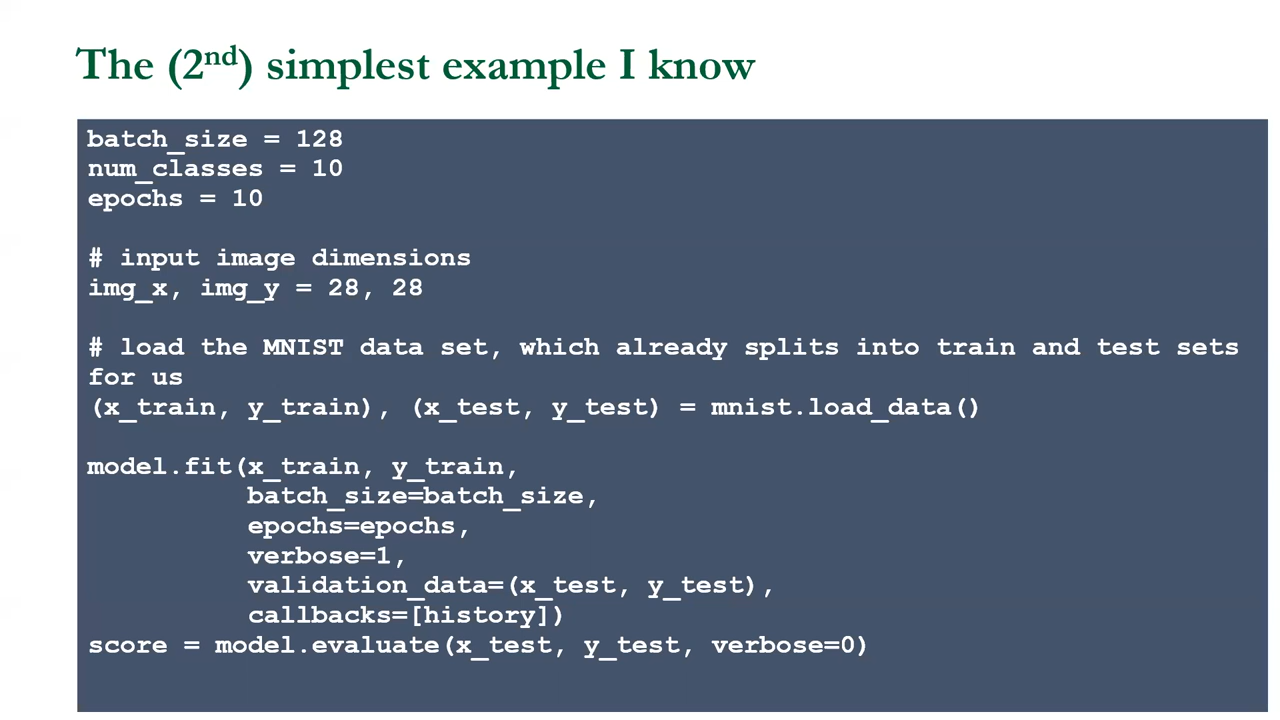 The (2nd) simplest example I know
batch_size = 128
num_classes = 10
epochs = 10
# input image dimensions
img_x, img_y = 28, 28
# load the MNIST data set, which already splits into train and test sets
for us
(x_train, y_train), (x_test, y_test) = mnist.load_data()
model.fit(x_train, y_train,
          batch_size=batch_size,
          epochs=epochs,
          verbose=1,
          validation_data=(x_test, y_test),
          callbacks=[history])
score = model.evaluate(x_test, y_test, verbose=0)